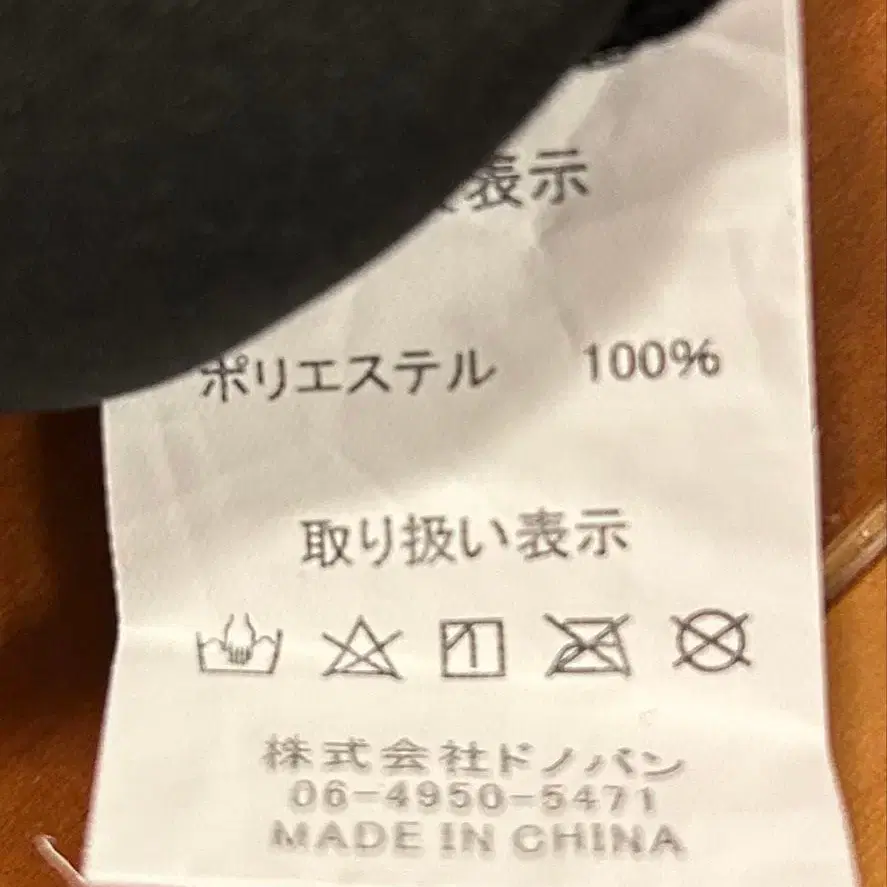 表示
ポリエステル 100%
取り扱い表示
株式会社ドノバン
06-4950-5471
MADE IN CHINA